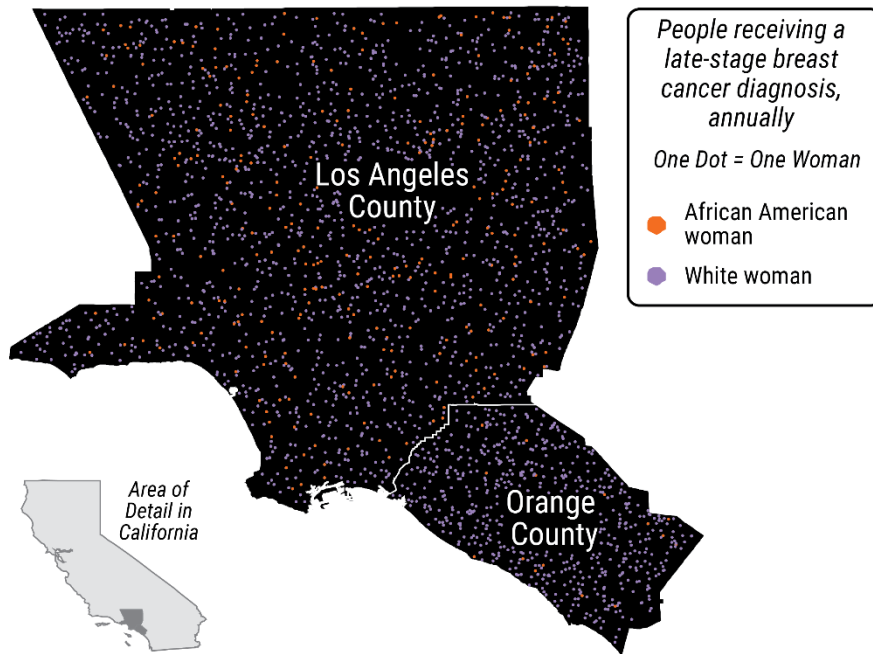 People receiving a
late-stage breast
cancer diagnosis,
annually
One Dot = One Woman
African American
woman
White woman
Los Angeles
County
Orange
County
Area of
Detail in
California